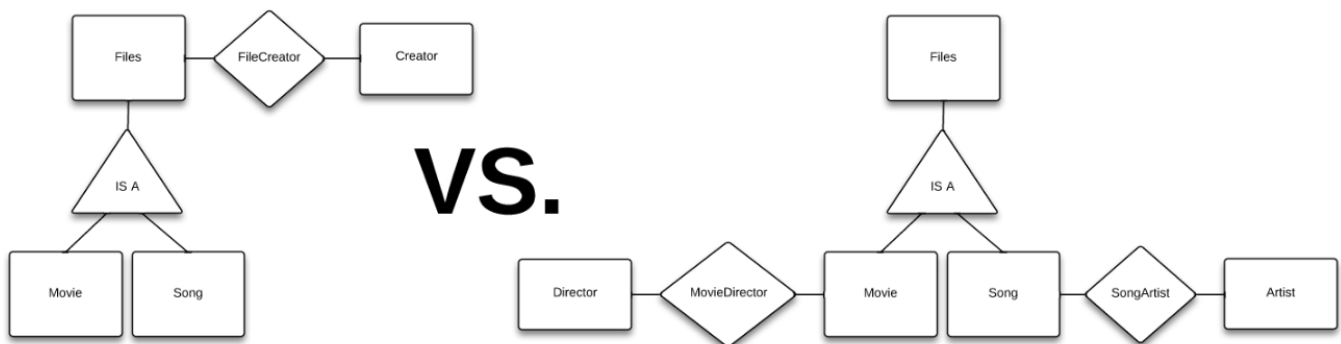 Files
FileCreator
Creator
IS A
Movie
Song
VS.
Files
IS A
Director
MovieDirector
Movie
Song
SongArtist
Artist